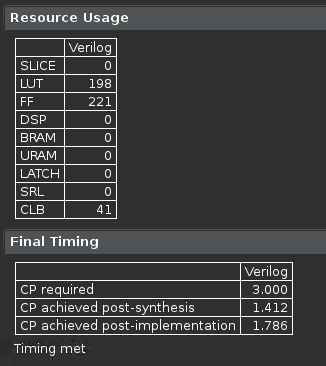 Resource Usage
Verilog
SLICE 0
LUT 198
FF 221
DSP 0
BRAM 0
URAM 0
LATCH 0
SRL 0
CLB 41
Final Timing
Verilog
CP required 3.000
CP achieved post-synthesis 1.412
CP achieved post-implementation 1.786
Timing met